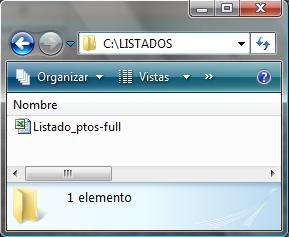 C:\LISTADOS
Organizar Vistas »
Nombre
Listado_ptos-full
1 elemento